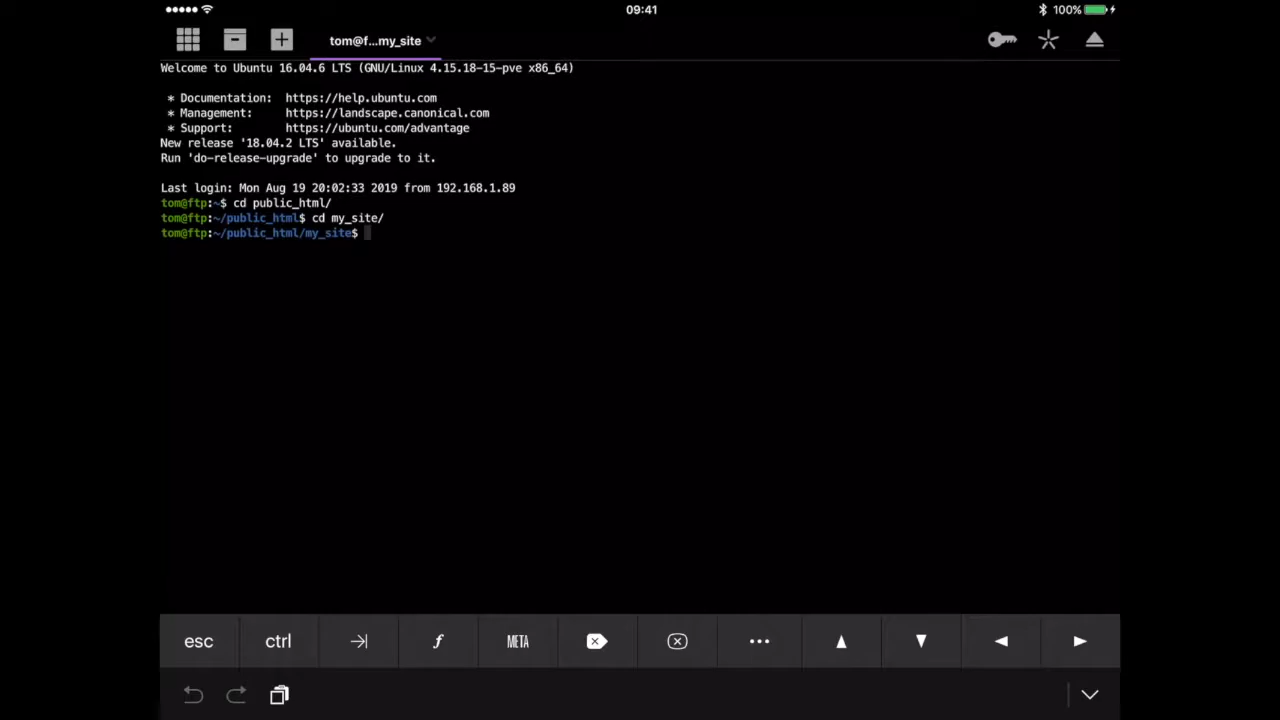 09:41
100%
tom@f...my_site
Welcome to Ubuntu 16.04.6 LTS (GNU/Linux 4.15.18-15-pve x86_64)
* Documentation: https://help.ubuntu.com
* Management: https://landscape.canonical.com
* Support: https://ubuntu.com/advantage
New release '18.04.2 LTS' available.
Run 'do-release-upgrade' to upgrade to it.
Last login: Mon Aug 19 20:02:33 2019 from 192.168.1.89
tom@ftp:~$ cd public_html/
tom@ftp:~/public_html$ cd my_site/
tom@ftp:~/public_html/my_site$
esc ctrl f META ...